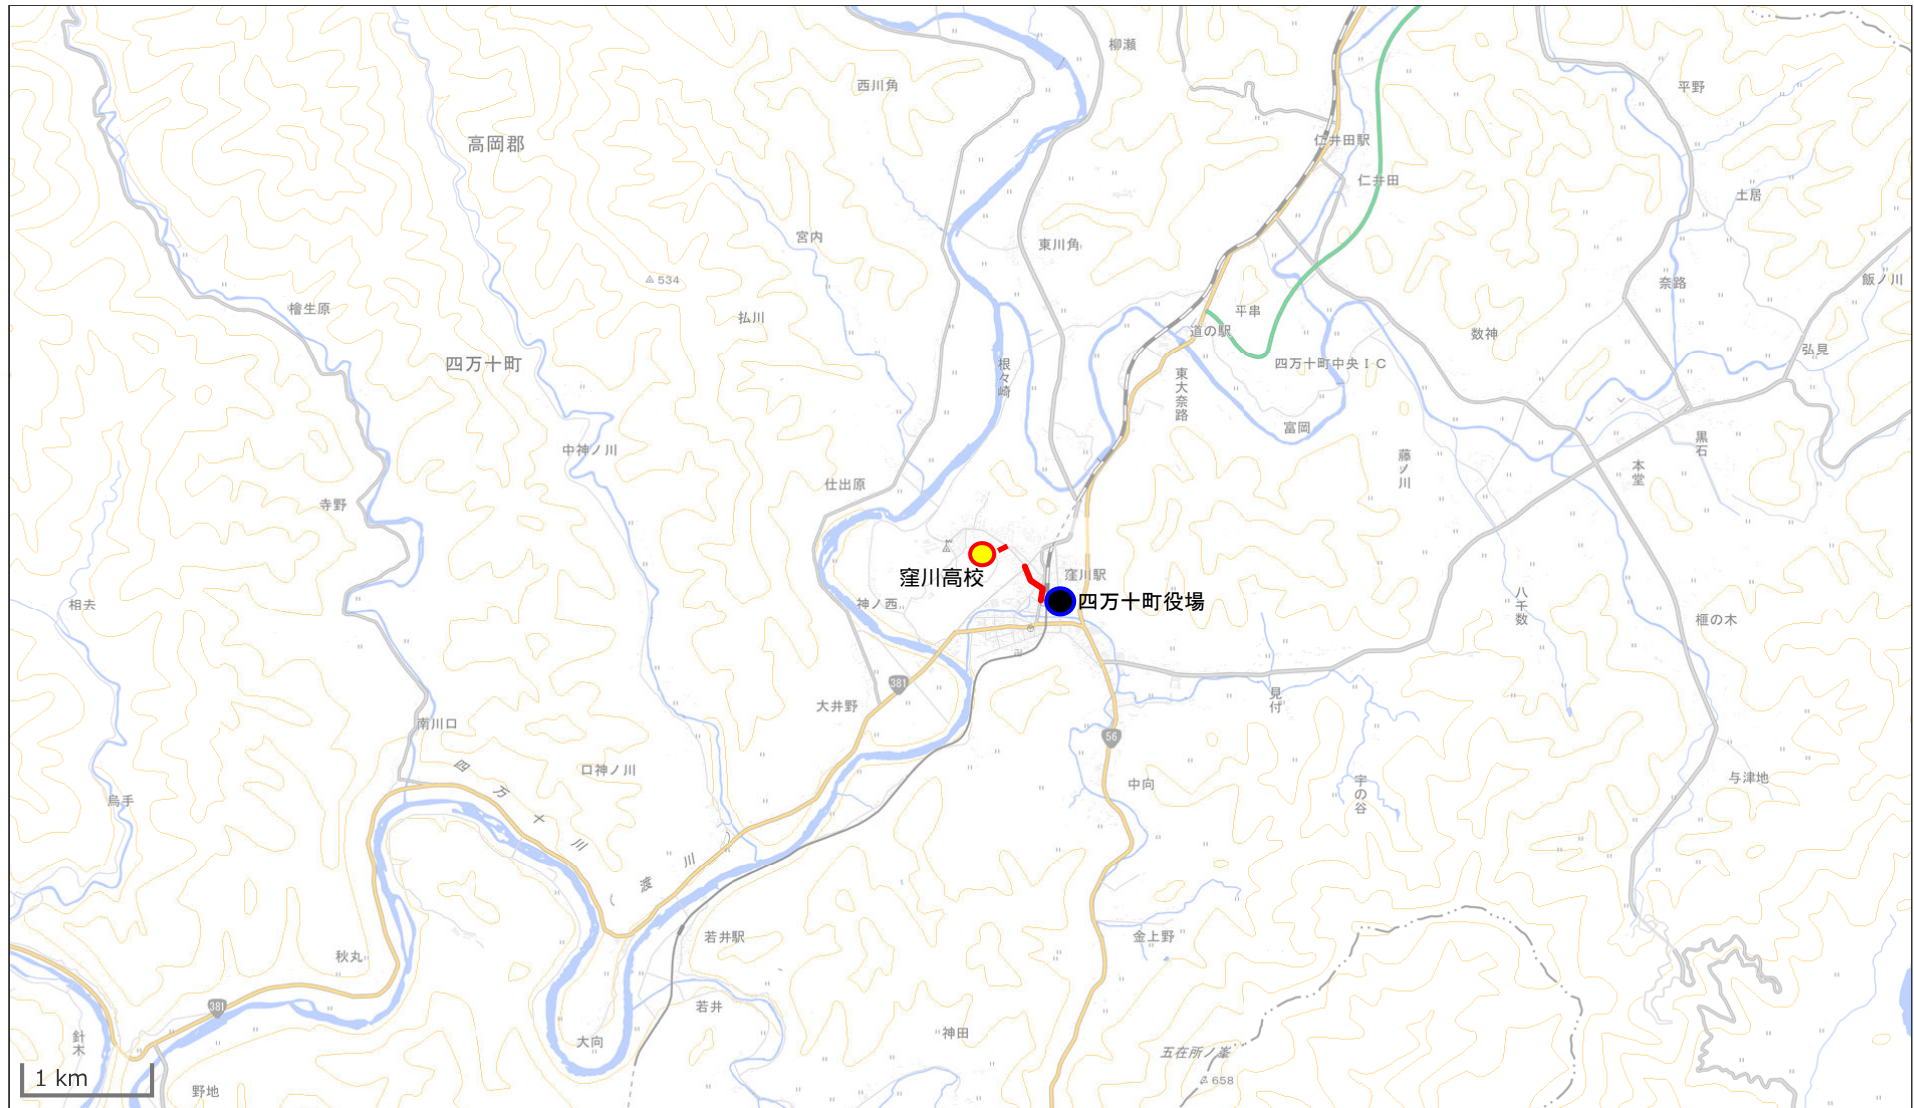 柳瀬
西川角
平野
高岡郡
仁井田駅
仁井田
土居
宮内
東川角
534
奈路
飯ノ川
檜生原
払川
平串
道の駅
数神
弘見
四万十町
根々崎
四万十町中央IC
東大奈路
富岡
中神ノ川
黒石
藤ノ川
本堂
仕出原
寺野
窪川高校
窪川駅
四万十町役場
相去
神ノ西
八千数
榧の木
381
大井野
見付
南川口
56
四万十川
(渡川)
口神ノ川
中向
宇の谷
与津地
烏手
若井駅
金上野
秋丸
381
若井
針木
大向
神田
五在所ノ峯
658
1 km
野地